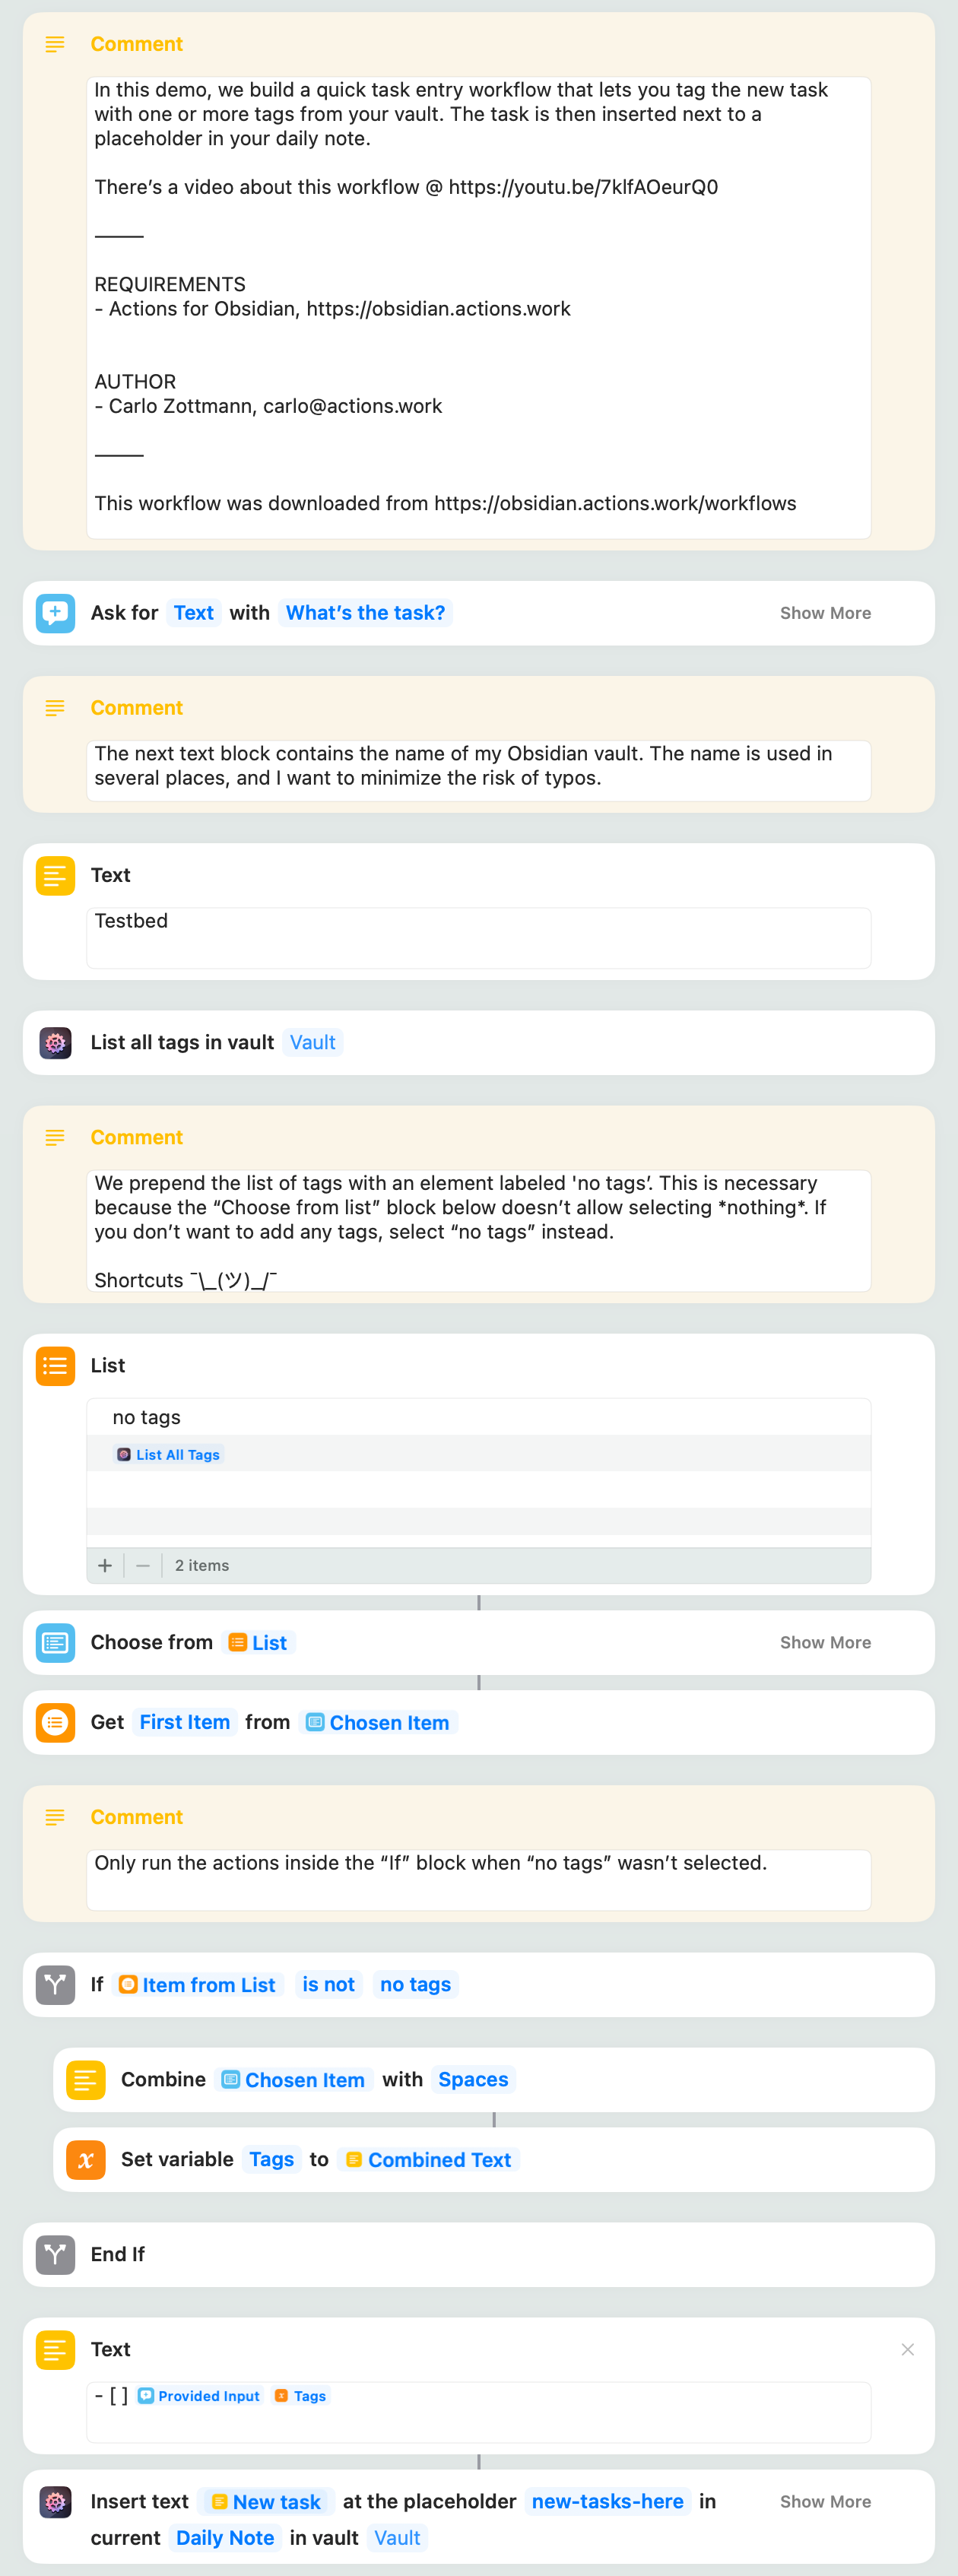 Comment
In this demo, we build a quick task entry workflow that lets you tag the new task
with one or more tags from your vault. The task is then inserted next to a
placeholder in your daily note.
There’s a video about this workflow @ https://youtu.be/7klfAOeurQ0
———
REQUIREMENTS
- Actions for Obsidian, https://obsidian.actions.work
AUTHOR
- Carlo Zottmann, carlo@actions.work
———
This workflow was downloaded from https://obsidian.actions.work/workflows
Ask for Text with What’s the task? Show More
Comment
The next text block contains the name of my Obsidian vault. The name is used in
several places, and I want to minimize the risk of typos.
Text
Testbed
List all tags in vault Vault
Comment
We prepend the list of tags with an element labeled 'no tags’. This is necessary
because the “Choose from list” block below doesn’t allow selecting *nothing*. If
you don’t want to add any tags, select “no tags” instead.
Shortcuts ¯\_(ツ)_/¯
List
no tags
List All Tags
+ − 2 items
Choose from List Show More
Get First Item from Chosen Item
Comment
Only run the actions inside the “If” block when “no tags” wasn’t selected.
If Item from List is not no tags
Combine Chosen Item with Spaces
Set variable Tags to Combined Text
End If
Text
- [ ] Provided Input Tags
Insert text New task at the placeholder new-tasks-here in Show More
current Daily Note in vault Vault